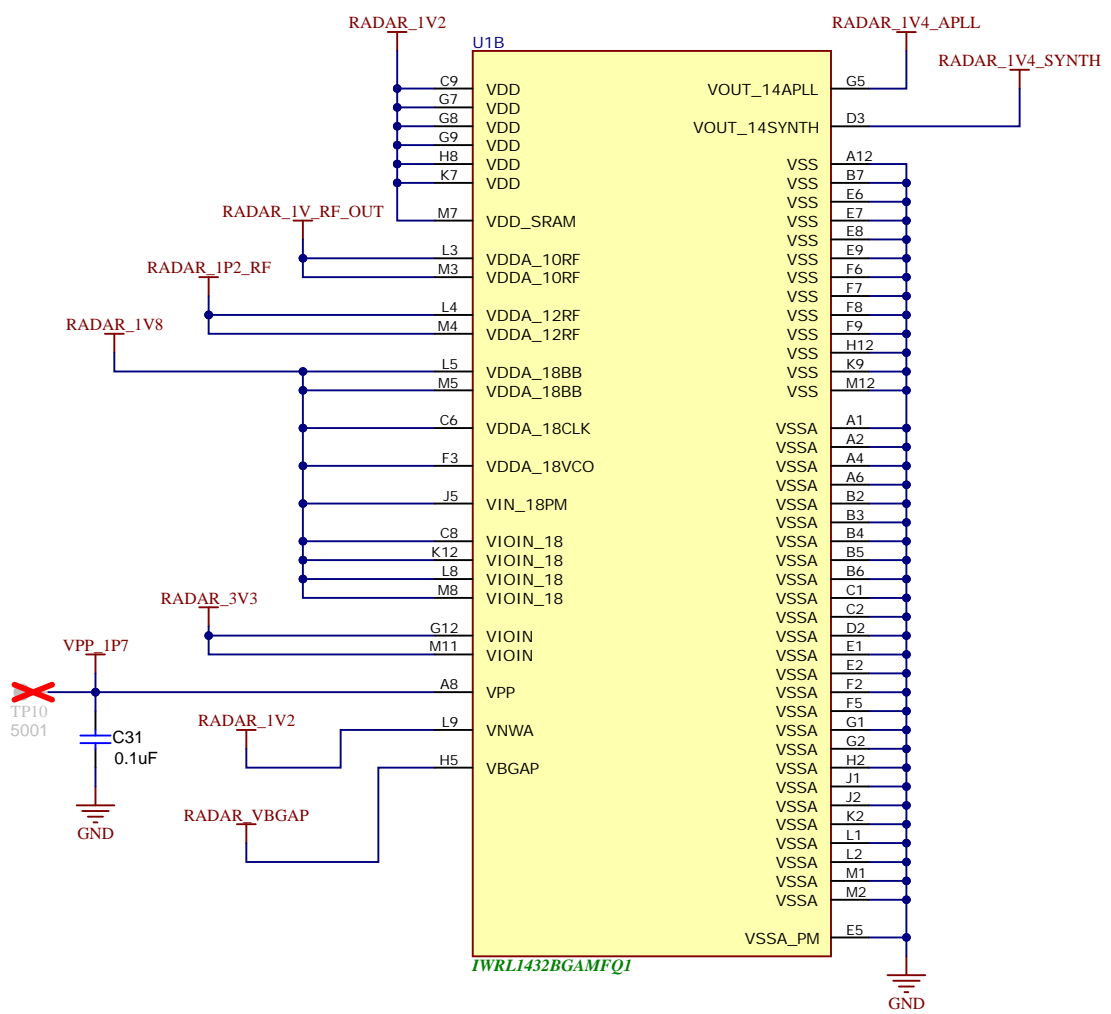 RADAR_1V2
RADAR_1V4_APLL
RADAR_1V4_SYNTH
U1B
C9 VDD
G7 VDD
G8 VDD
G9 VDD
H8 VDD
K7 VDD
M7 VDD_SRAM
RADAR_1V_RF_OUT
L3 VDDA_10RF
M3 VDDA_10RF
RADAR_1P2_RF
L4 VDDA_12RF
M4 VDDA_12RF
RADAR_1V8
L5 VDDA_18BB
M5 VDDA_18BB
C6 VDDA_18CLK
F3 VDDA_18VCO
J5 VIN_18PM
C8 VIOIN_18
K12 VIOIN_18
L8 VIOIN_18
M8 VIOIN_18
RADAR_3V3
G12 VIOIN
M11 VIOIN
VPP_1P7
A8 VPP
TP10
5001
C31
0.1uF
GND
RADAR_1V2
L9 VNWA
H5 VBGAP
RADAR_VBGAP
VOUT_14APLL G5
VOUT_14SYNTH D3
VSS A12
VSS B7
VSS E6
VSS E7
VSS E8
VSS E9
VSS F6
VSS F7
VSS F8
VSS F9
VSS H12
VSS K9
VSS M12
VSSA A1
VSSA A2
VSSA A4
VSSA A6
VSSA B2
VSSA B3
VSSA B4
VSSA B5
VSSA B6
VSSA C1
VSSA C2
VSSA D2
VSSA E1
VSSA E2
VSSA F2
VSSA F5
VSSA G1
VSSA G2
VSSA H2
VSSA J1
VSSA J2
VSSA K2
VSSA L1
VSSA L2
VSSA M1
VSSA M2
VSSA_PM E5
IWRL1432BGAMFQ1
GND